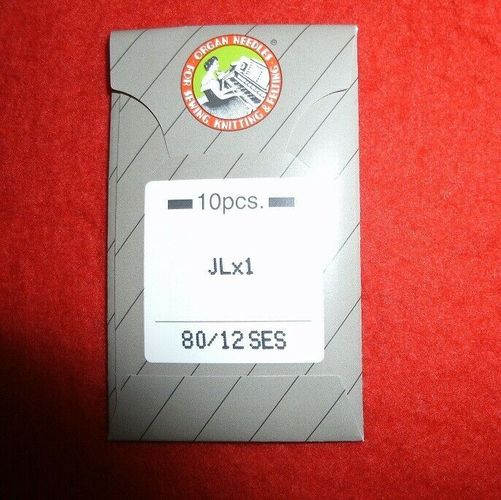 ORGAN NEEDLES ®
FOR SEWING, KNITTING & FELTING
10pcs.
JLx1
80/12 SES